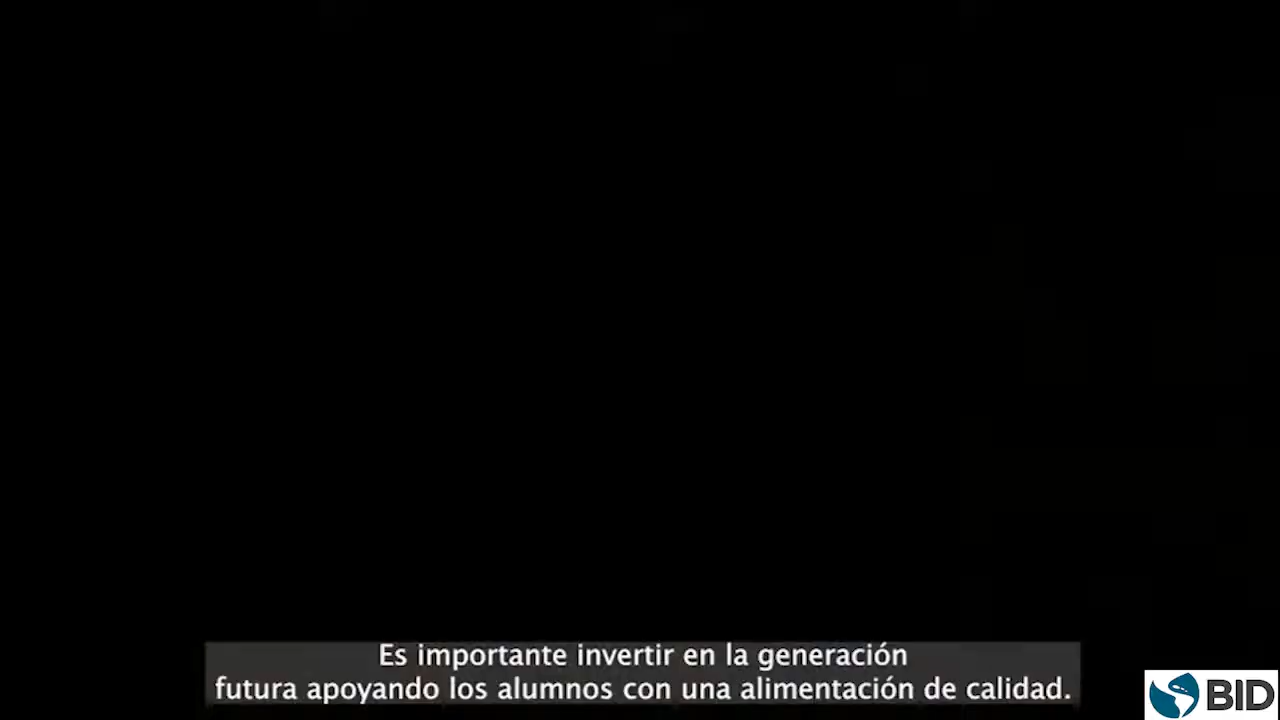 Es importante invertir en la generación
futura apoyando los alumnos con una alimentación de calidad.
BID